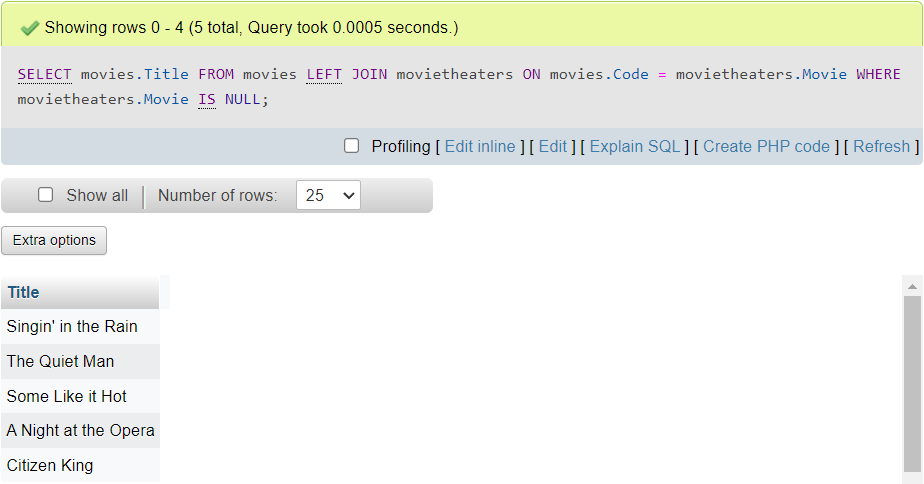 Showing rows 0 - 4 (5 total, Query took 0.0005 seconds.)
SELECT movies.Title FROM movies LEFT JOIN movietheaters ON movies.Code = movietheaters.Movie WHERE
movietheaters.Movie IS NULL;
Profiling [ Edit inline ] [ Edit ] [ Explain SQL ] [ Create PHP code ] [ Refresh ]
Show all Number of rows: 25
Extra options
Title
Singin' in the Rain
The Quiet Man
Some Like it Hot
A Night at the Opera
Citizen King